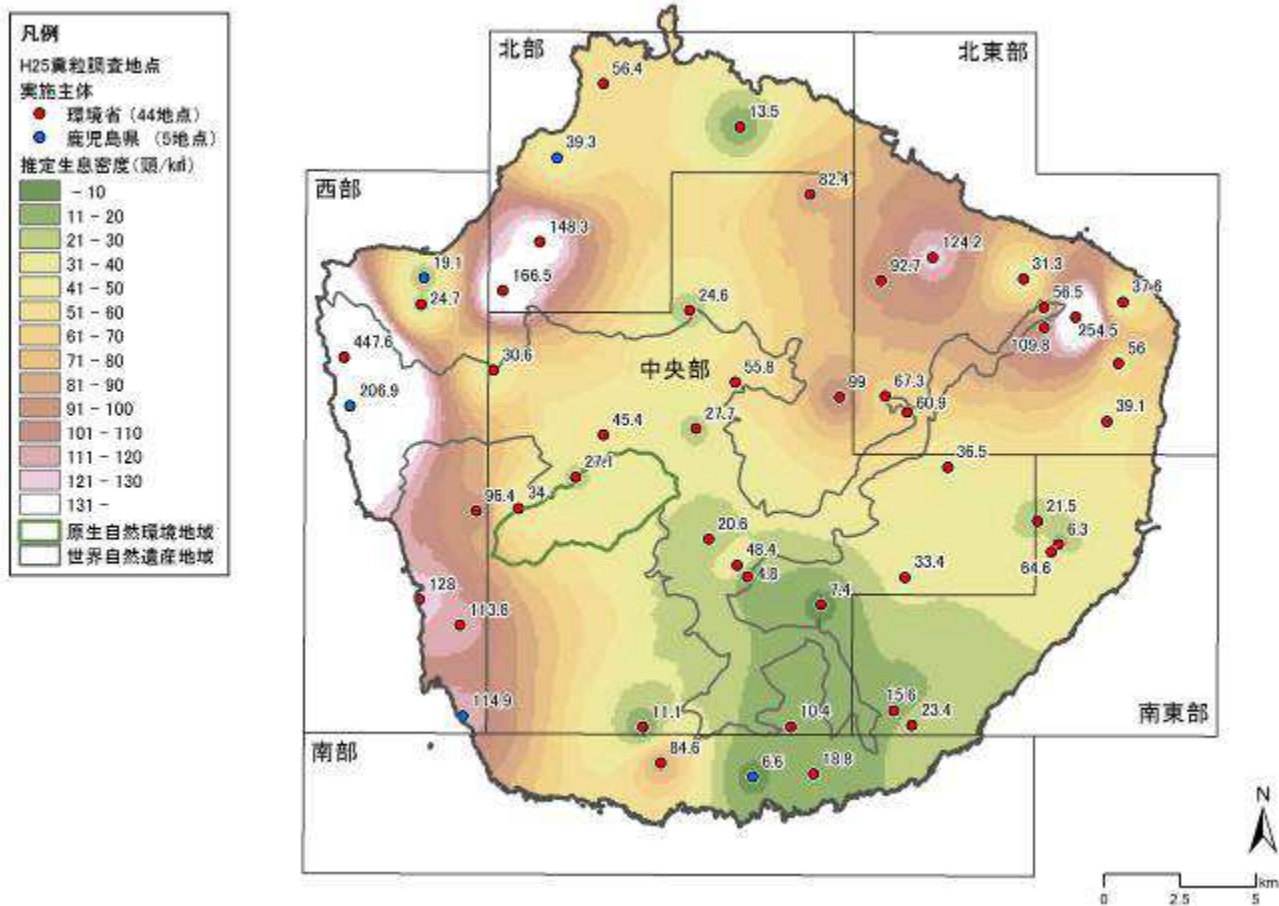 凡例
H25糞粒調査地点
実施主体
環境省（44地点）
鹿児島県（5地点）
推定生息密度(頭/k㎡)
- 10
11 - 20
21 - 30
31 - 40
41 - 50
51 - 60
61 - 70
71 - 80
81 - 90
91 - 100
101 - 110
111 - 120
121 - 130
131 -
原生自然環境地域
世界自然遺産地域
北部
北東部
56.4
13.5
39.3
西部
82.4
148.3
124.2
19.1
92.7
31.3
166.5
24.7
24.6
56.5
37.6
254.5
109.8
447.6
30.6
中央部
55.8
56
206.9
99
67.3
60.9
45.4
27.7
39.1
36.5
27.1
96.4
34
21.5
20.6
6.3
48.4
64.6
4.8
33.4
128
7.4
113.6
114.9
15.6
11.1
10.4
23.4
南東部
南部
84.6
6.6
18.8
N
km
0 2.5 5